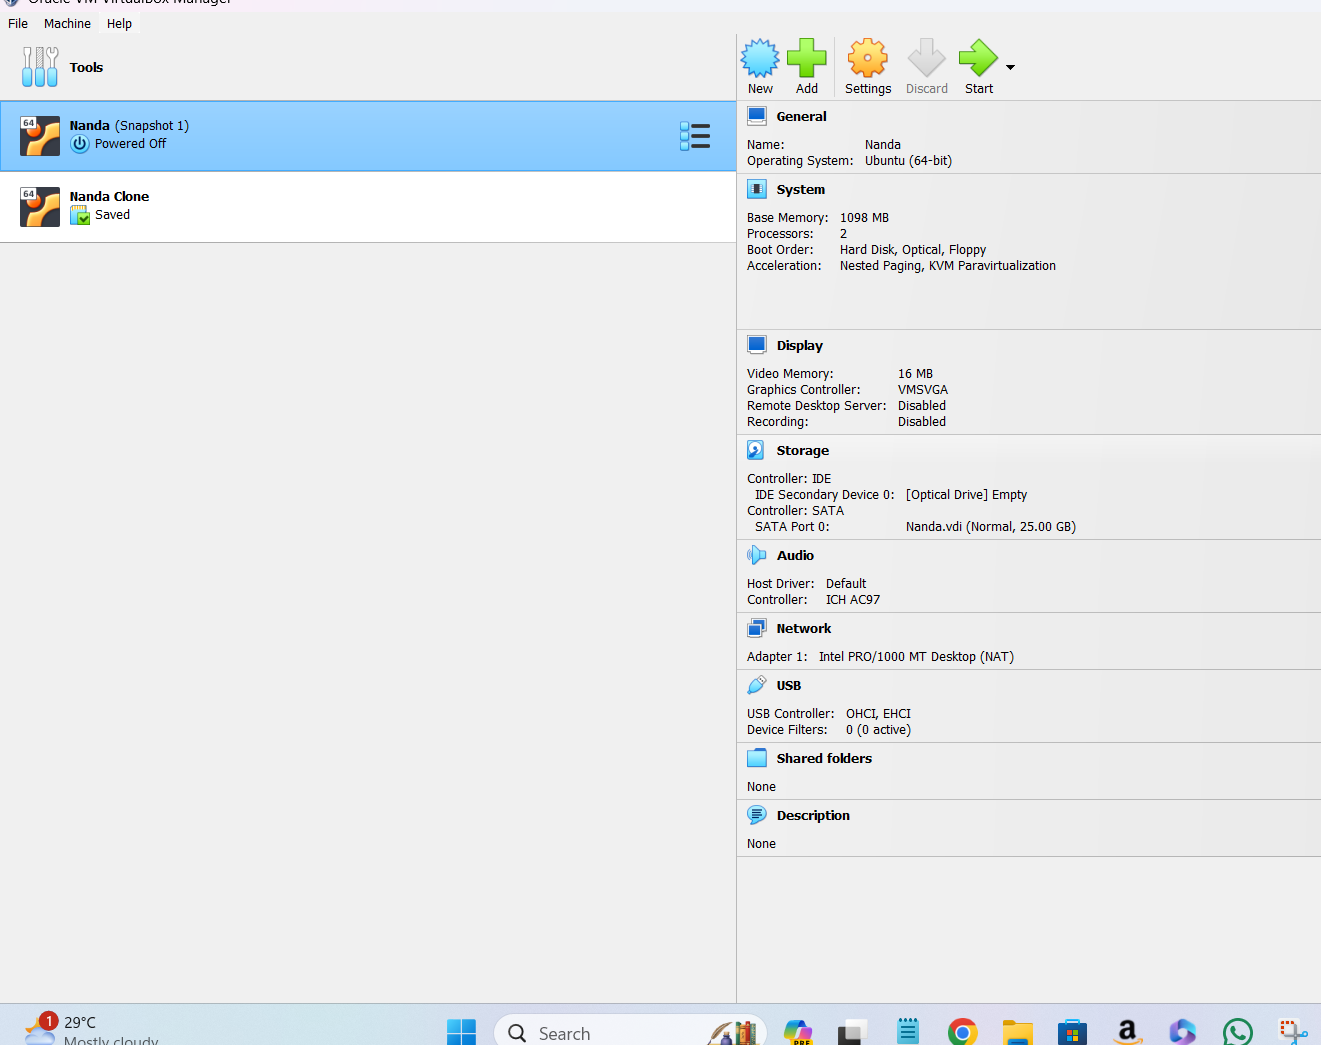 Oracle VM VirtualBox Manager
File Machine Help
Tools
New Add Settings Discard Start
64
Nanda (Snapshot 1)
Powered Off
64
Nanda Clone
Saved
General
Name: Nanda
Operating System: Ubuntu (64-bit)
System
Base Memory: 1098 MB
Processors: 2
Boot Order: Hard Disk, Optical, Floppy
Acceleration: Nested Paging, KVM Paravirtualization
Display
Video Memory: 16 MB
Graphics Controller: VMSVGA
Remote Desktop Server: Disabled
Recording: Disabled
Storage
Controller: IDE
IDE Secondary Device 0: [Optical Drive] Empty
Controller: SATA
SATA Port 0: Nanda.vdi (Normal, 25.00 GB)
Audio
Host Driver: Default
Controller: ICH AC97
Network
Adapter 1: Intel PRO/1000 MT Desktop (NAT)
USB
USB Controller: OHCI, EHCI
Device Filters: 0 (0 active)
Shared folders
None
Description
None
1
29°C
Mostly cloudy
Search
PRE
a